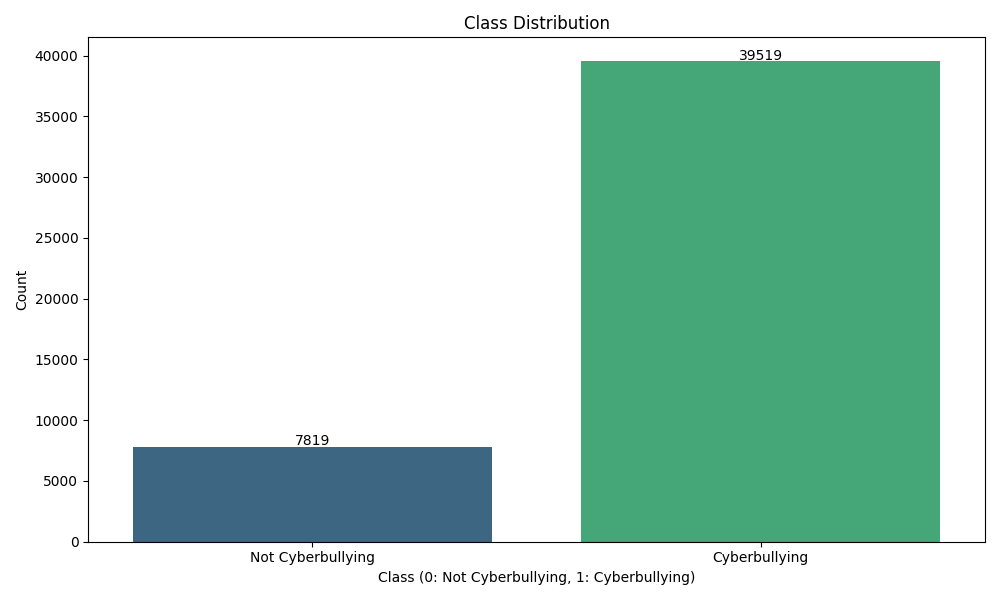 Class Distribution
39519
7819
40000
35000
30000
25000
20000
15000
10000
5000
0
Count
Not Cyberbullying
Cyberbullying
Class (0: Not Cyberbullying, 1: Cyberbullying)